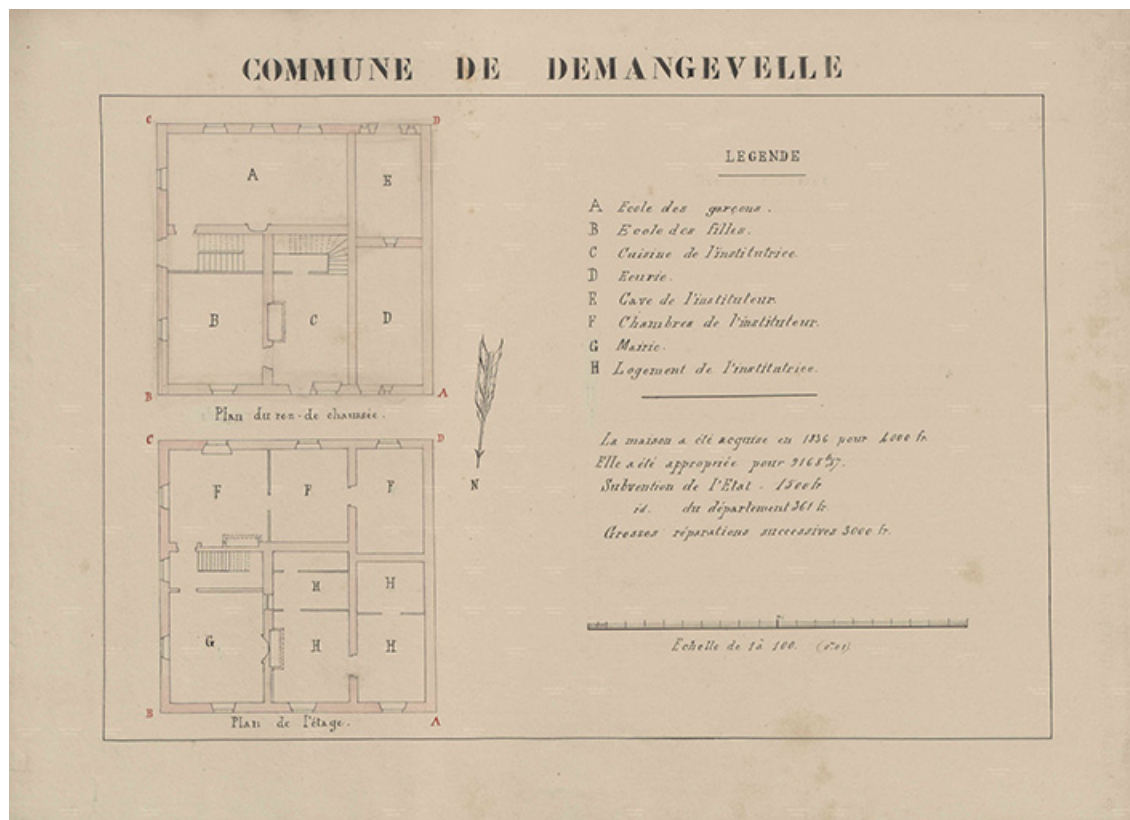 COMMUNE DE DEMANGEVELLE
C D
A
E
B
C
D
B A
Plan du rez-de chaussée.
C D
F
F
F
H
H
G
H
H
B A
Plan de l'étage.
N
LEGENDE
A Ecole des garçons.
B Ecole des filles.
C Cuisine de l'institutrice.
D Ecurie.
E Cave de l'instituteur.
F Chambres de l'instituteur.
G Mairie.
H Logement de l'institutrice.
La maison a été acquise en 1836 pour 4000 fr.
Elle a été appropriée pour
Subvention de l'Etat - 1500 fr
id. du département 361 fr.
Grosses réparations successives 3000 fr.
Echelle de 1 à 100.